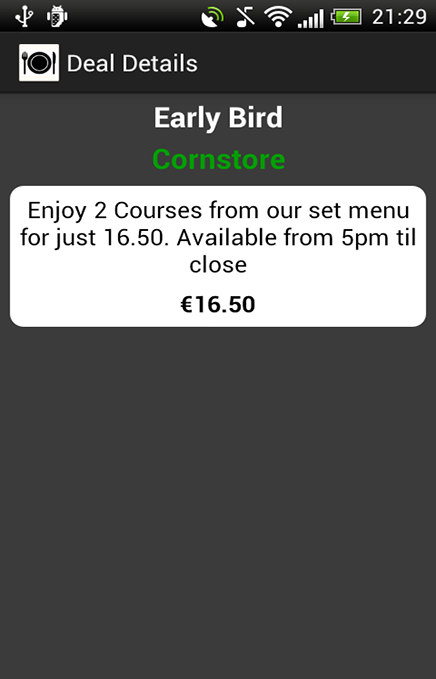 21:29
Deal Details
Early Bird
Cornstore
Enjoy 2 Courses from our set menu
for just 16.50. Available from 5pm til
close
€16.50